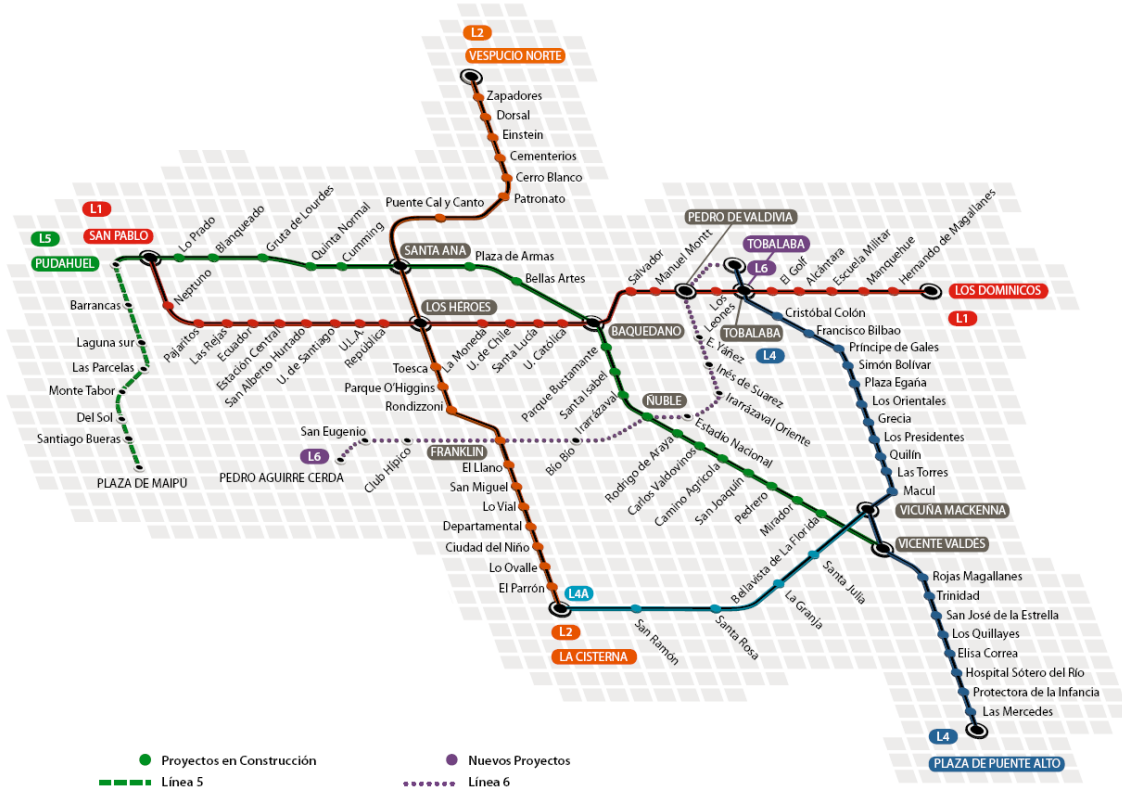 L2
VESPUCIO NORTE
Zapadores
Dorsal
Einstein
Cementerios
Cerro Blanco
Patronato
Puente Cal y Canto
SANTA ANA
L1
SAN PABLO
L5
PUDAHUEL
Lo Prado
Blanqueado
Gruta de Lourdes
Quinta Normal
Cumming
Plaza de Armas
Bellas Artes
Barrancas
Laguna sur
Las Parcelas
Monte Tabor
Del Sol
Santiago Bueras
PLAZA DE MAIPÚ
Neptuno
Pajaritos
Las Rejas
Ecuador
Estación Central
San Alberto Hurtado
U. de Santiago
U.L.A.
República
LOS HÉROES
La Moneda
U. de Chile
Santa Lucía
U. Católica
BAQUEDANO
Salvador
Manuel Montt
PEDRO DE VALDIVIA
Los
Leones
TOBALABA
L6
TOBALABA
L4
El Golf
Alcántara
Escuela Militar
Manquehue
Hernando de Magallanes
LOS DOMINICOS
L1
Cristóbal Colón
Francisco Bilbao
Príncipe de Gales
Simón Bolívar
Plaza Egaña
Los Orientales
Grecia
Los Presidentes
Quilín
Las Torres
Macul
VICUÑA MACKENNA
VICENTE VALDÉS
E. Yáñez
Inés de Suarez
Irarrázaval Oriente
Estadio Nacional
ÑUBLE
Parque Bustamante
Santa Isabel
Irarrázaval
Bío Bío
Toesca
Parque O'Higgins
Rondizzoni
FRANKLIN
San Eugenio
L6
PEDRO AGUIRRE CERDA
Club Hípico
El Llano
San Miguel
Lo Vial
Departamental
Ciudad del Niño
Lo Ovalle
El Parrón
L4A
L2
LA CISTERNA
Rodrigo de Araya
Carlos Valdovinos
Camino Agrícola
San Joaquín
Pedrero
Mirador
Bellavista de La Florida
San Ramón
Santa Rosa
La Granja
Santa Julia
Rojas Magallanes
Trinidad
San José de la Estrella
Los Quillayes
Elisa Correa
Hospital Sótero del Río
Protectora de la Infancia
Las Mercedes
L4
PLAZA DE PUENTE ALTO
Proyectos en Construcción
Línea 5
Nuevos Proyectos
Línea 6